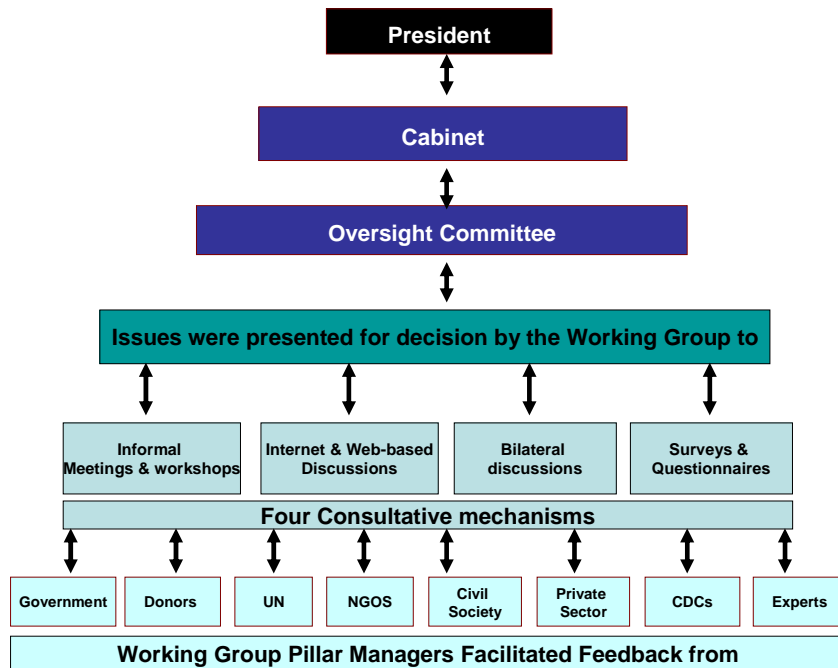 President
Cabinet
Oversight Committee
Issues were presented for decision by the Working Group to
Informal
Meetings & workshops
Internet & Web-based
Discussions
Bilateral
discussions
Surveys &
Questionnaires
Four Consultative mechanisms
Government
Donors
UN
NGOS
Civil
Society
Private
Sector
CDCs
Experts
Working Group Pillar Managers Facilitated Feedback from